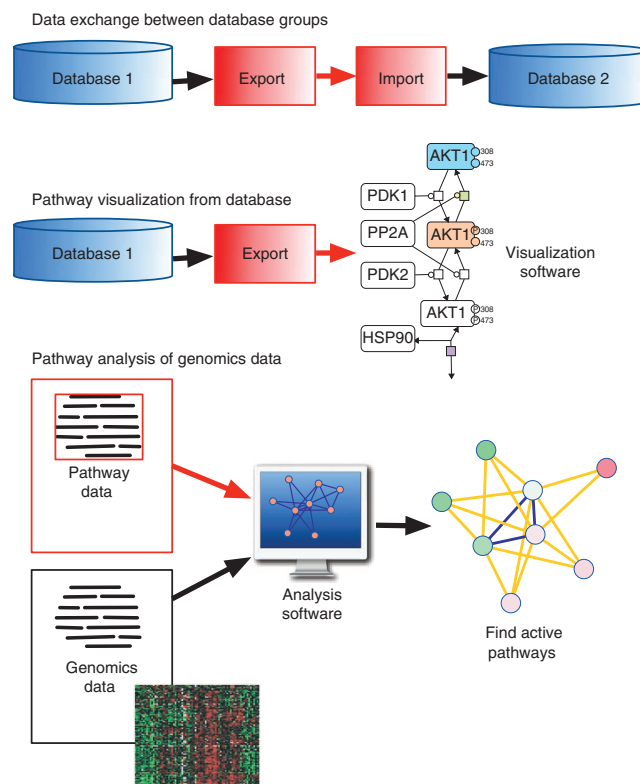 Data exchange between database groups
Database 1
Export
Import
Database 2
Pathway visualization from database
Database 1
Export
AKT1
308
473
PDK1
PP2A
AKT1
P
308
473
PDK2
AKT1
P
308
P
473
HSP90
Visualization
software
Pathway analysis of genomics data
Pathway
data
Analysis
software
Find active
pathways
Genomics
data